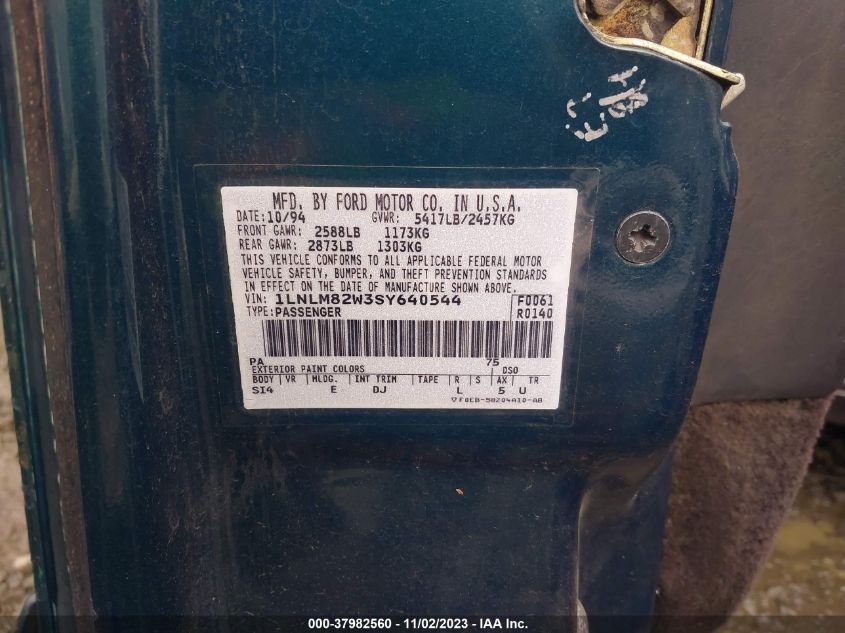 MFD. BY FORD MOTOR CO. IN U.S.A.
DATE: 10/94 GVWR: 5417LB/2457KG
FRONT GAWR: 2588LB 1173KG
REAR GAWR: 2873LB 1303KG
THIS VEHICLE CONFORMS TO ALL APPLICABLE FEDERAL MOTOR
VEHICLE SAFETY, BUMPER, AND THEFT PREVENTION STANDARDS
IN EFFECT ON THE DATE OF MANUFACTURE SHOWN ABOVE.
VIN: 1LNLM82W3SY640544 F0061
TYPE: PASSENGER R0140
PA 75
EXTERIOR PAINT COLORS DSO
BODY VR MLDG. INT TRIM TAPE R S AX TR
SI4 E DJ L 5 U
▽F0EB-58204A10-AB
000-37982560 - 11/02/2023 - IAA Inc.